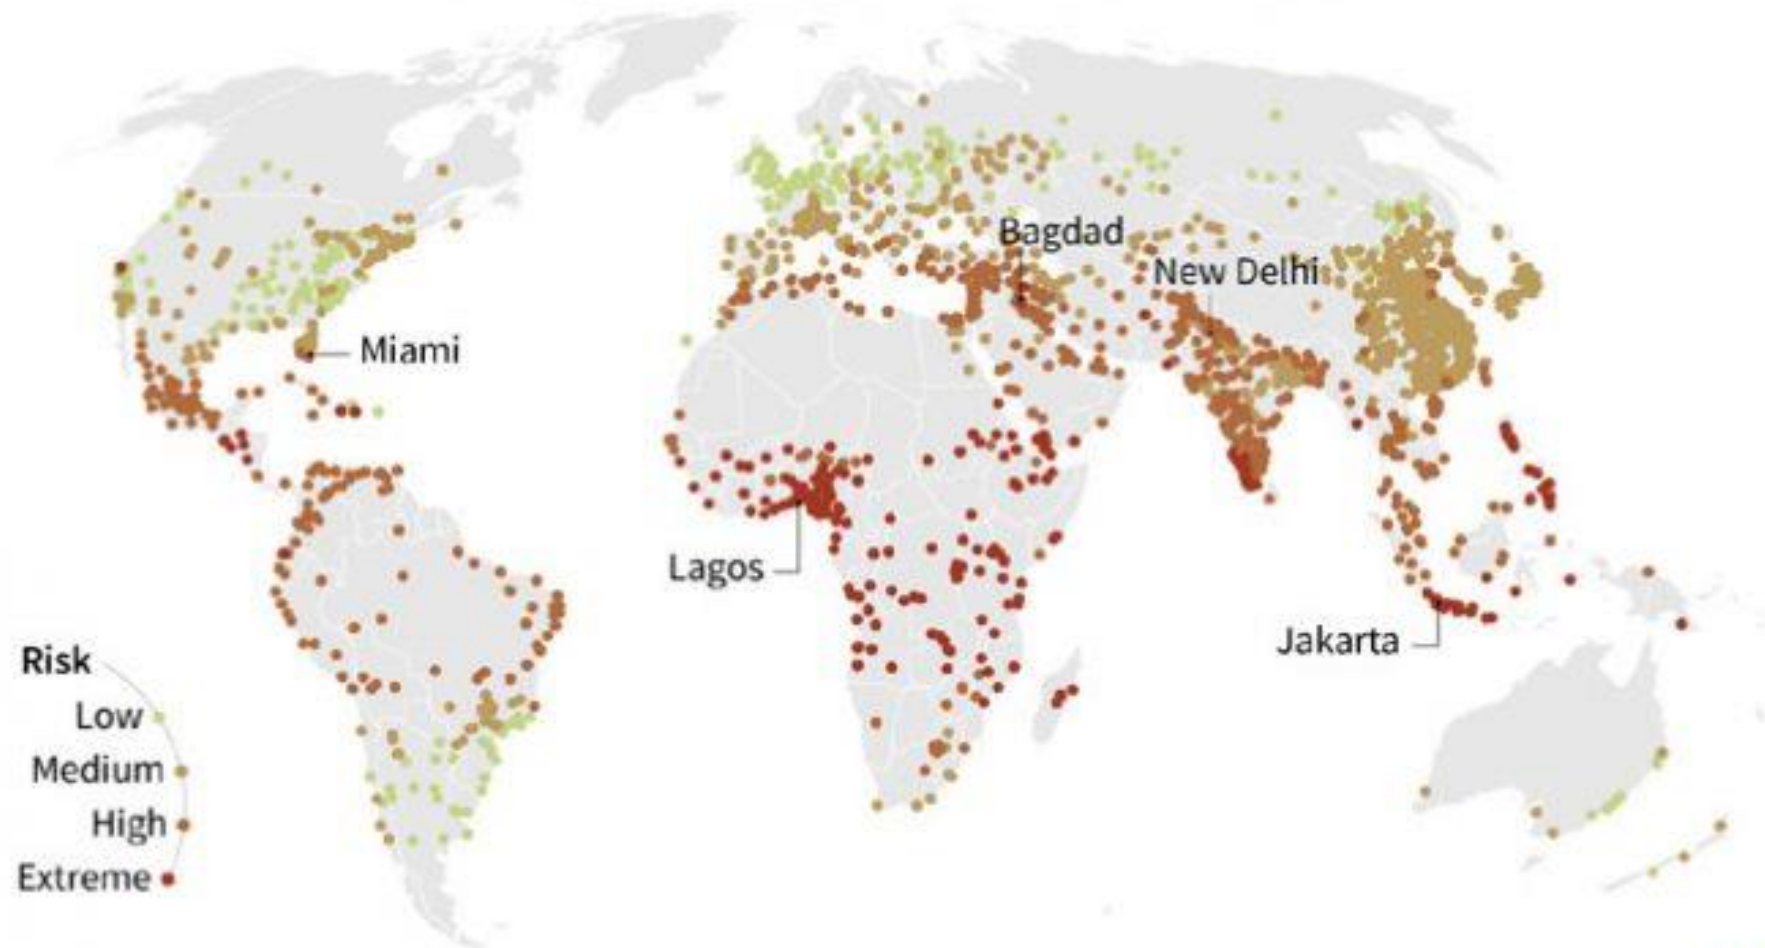 Bagdad
New Delhi
Miami
Lagos
Jakarta
Risk
Low
Medium
High
Extreme